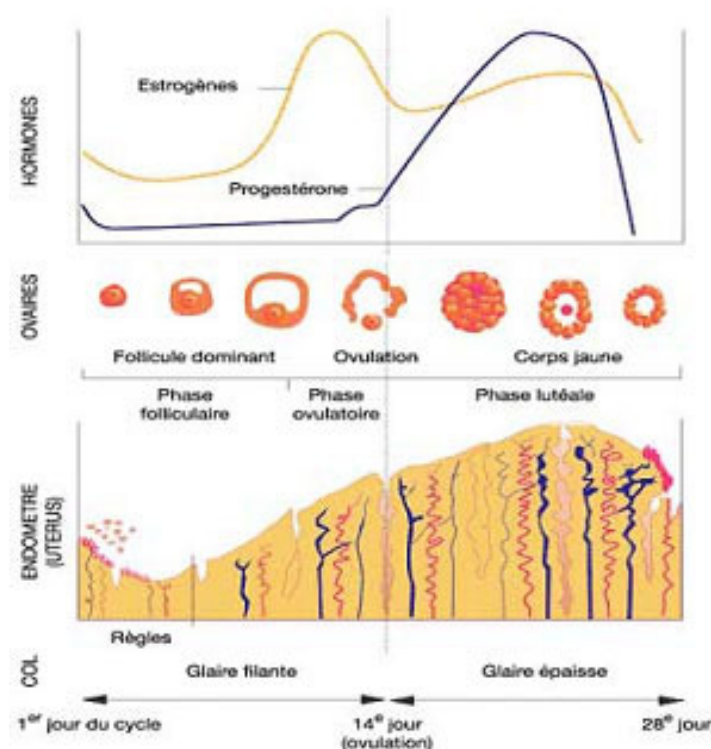 HORMONES
Estrogènes
Progestérone
OVAIRES
Follicule dominant
Ovulation
Corps jaune
Phase
folliculaire
Phase
ovulatoire
Phase lutéale
ENDOMETRE
(UTERUS)
Règles
COL
Glaire filante
Glaire épaisse
1er jour du cycle
14e jour
(ovulation)
28e jour